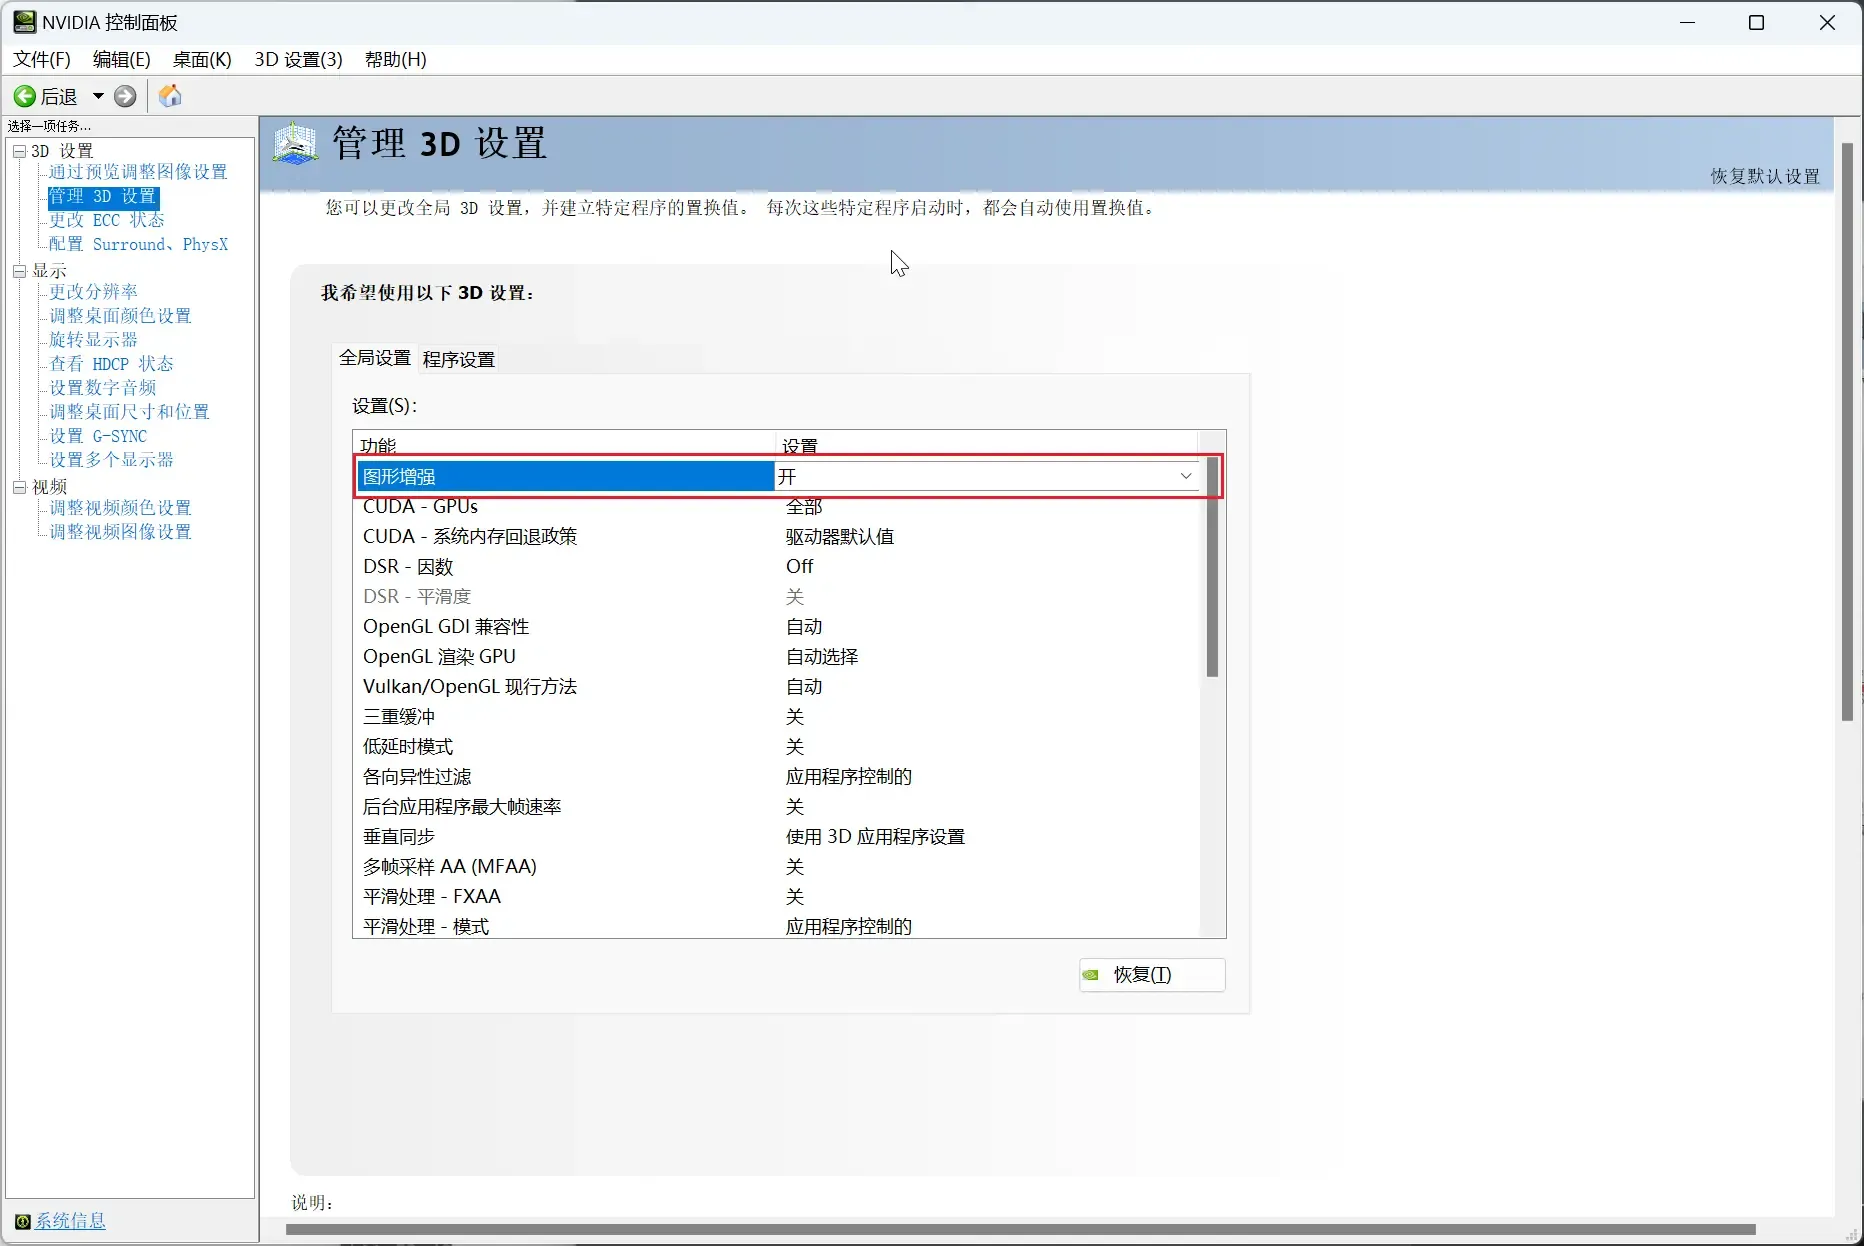 NVIDIA 控制面板
文件(F) 编辑(E) 桌面(K) 3D 设置(3) 帮助(H)
后退
选择一项任务...
3D 设置
通过预览调整图像设置
管理 3D 设置
更改 ECC 状态
配置 Surround、PhysX
显示
更改分辨率
调整桌面颜色设置
旋转显示器
查看 HDCP 状态
设置数字音频
调整桌面尺寸和位置
设置 G-SYNC
设置多个显示器
视频
调整视频颜色设置
调整视频图像设置
系统信息
管理 3D 设置
恢复默认设置
您可以更改全局 3D 设置，并建立特定程序的置换值。 每次这些特定程序启动时，都会自动使用置换值。
我希望使用以下 3D 设置:
全局设置 程序设置
设置(S):
功能 设置
图形增强 开
CUDA - GPUs 全部
CUDA - 系统内存回退政策 驱动器默认值
DSR - 因数 Off
DSR - 平滑度 关
OpenGL GDI 兼容性 自动
OpenGL 渲染 GPU 自动选择
Vulkan/OpenGL 现行方法 自动
三重缓冲 关
低延时模式 关
各向异性过滤 应用程序控制的
后台应用程序最大帧速率 关
垂直同步 使用 3D 应用程序设置
多帧采样 AA (MFAA) 关
平滑处理 - FXAA 关
平滑处理 - 模式 应用程序控制的
恢复(T)
说明: